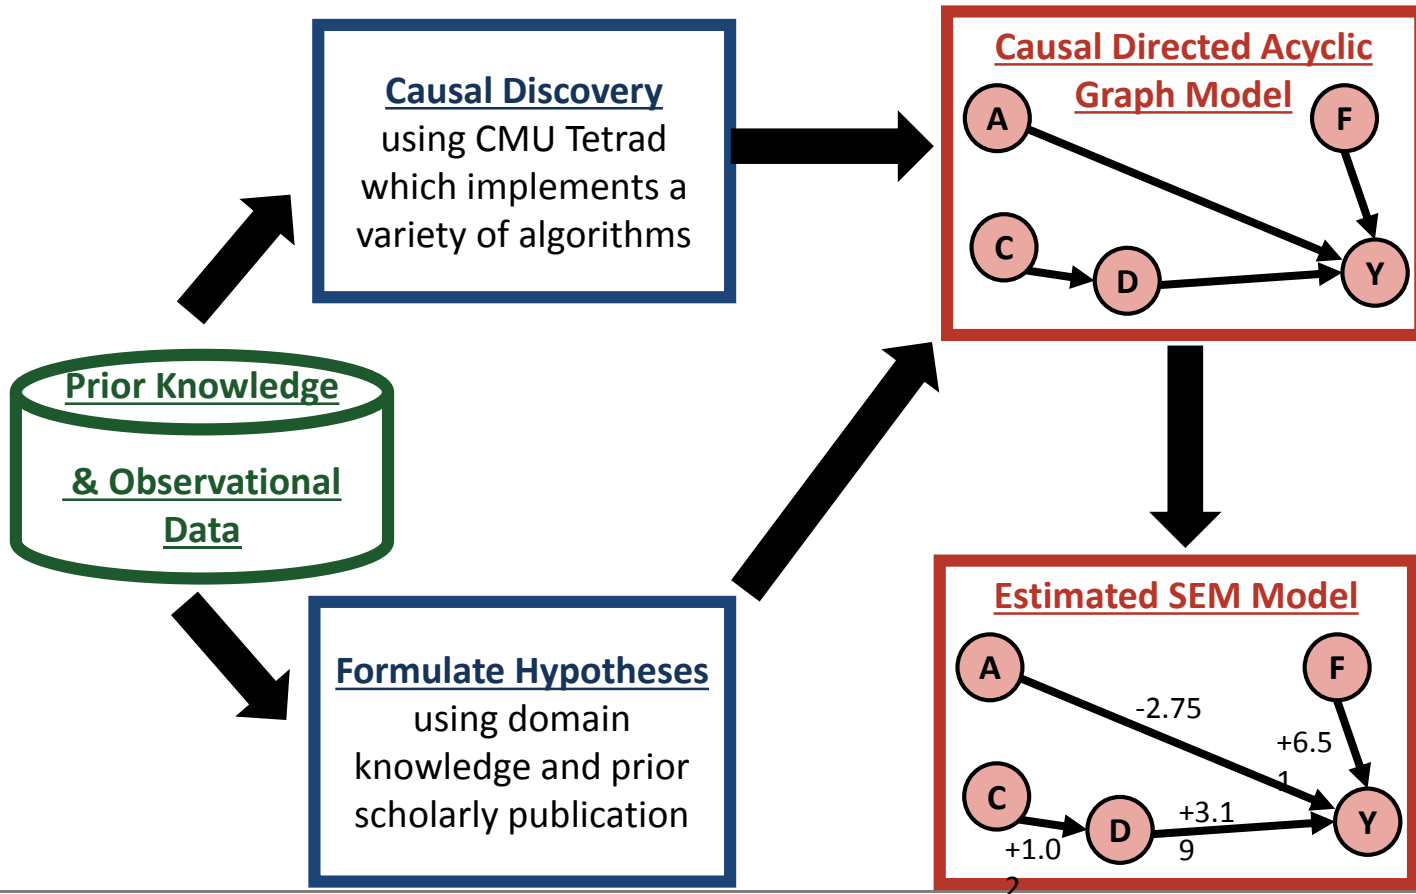 Causal Discovery
using CMU Tetrad
which implements a
variety of algorithms
Causal Directed Acyclic
Graph Model
A
F
C
D
Y
Prior Knowledge
& Observational
Data
Formulate Hypotheses
using domain
knowledge and prior
scholarly publication
Estimated SEM Model
A
F
-2.75
+6.5
1
C
D
Y
+3.1
9
+1.0
2